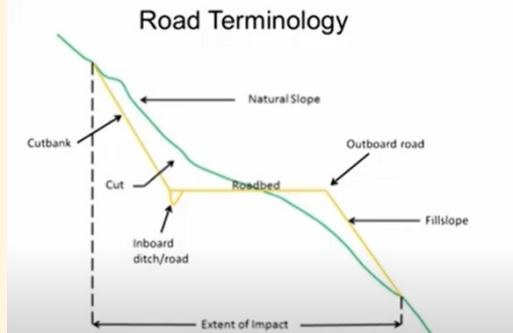 Road Terminology
Natural Slope
Cutbank
Outboard road
Cut
Roadbed
Fillslope
Inboard
ditch/road
Extent of Impact